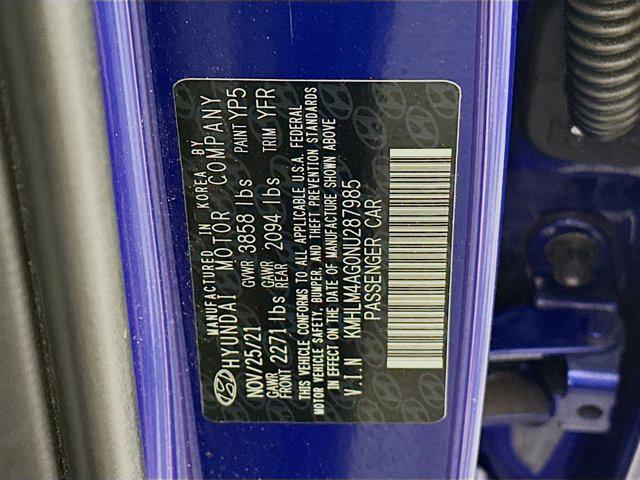 MANUFACTURED IN KOREA BY
HYUNDAI MOTOR COMPANY
NOV/25/21 GVWR 3858 lbs PAINT YP5
GAWR FRONT 2271 lbs GAWR REAR 2094 lbs TRIM YFR
THIS VEHICLE CONFORMS TO ALL APPLICABLE U.S.A. FEDERAL
MOTOR VEHICLE SAFETY, BUMPER, AND THEFT PREVENTION STANDARDS
IN EFFECT ON THE DATE OF MANUFACTURE SHOWN ABOVE
V.I.N KMHLM4AG0NU287985
PASSENGER CAR